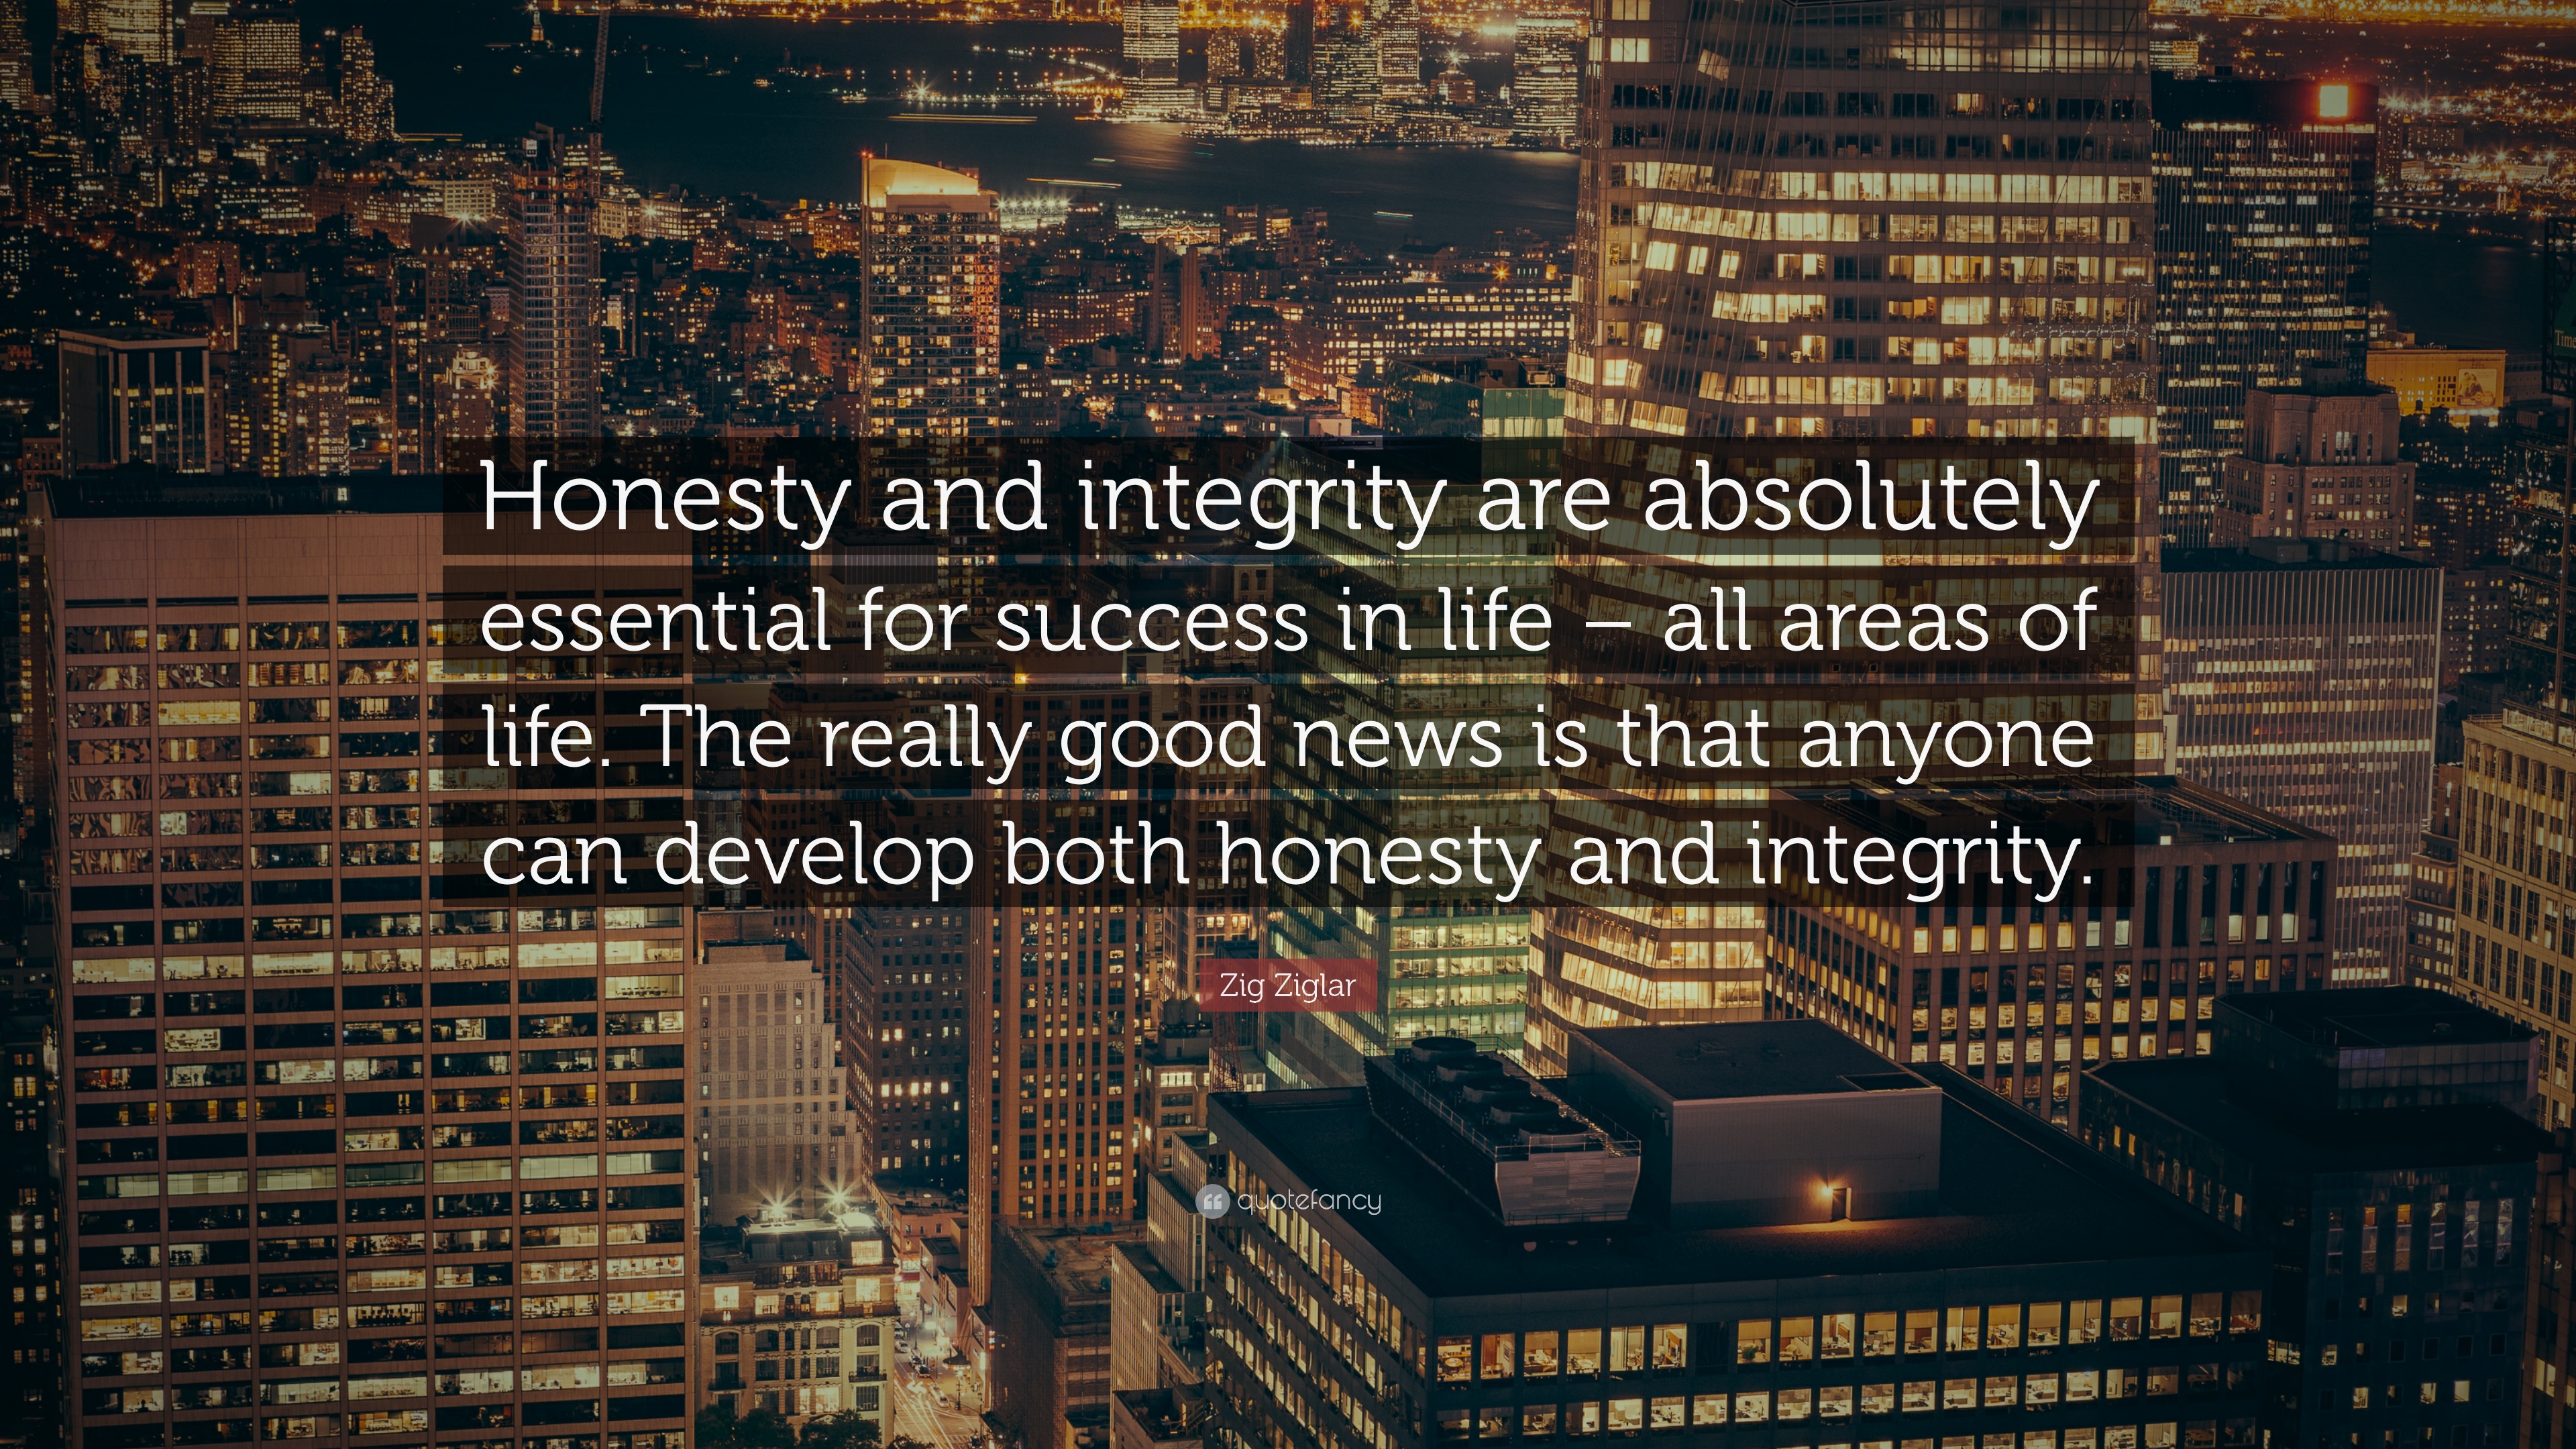 Honesty and integrity are absolutely
essential for success in life – all areas of
life. The really good news is that anyone
can develop both honesty and integrity.
Zig Ziglar
quotefancy